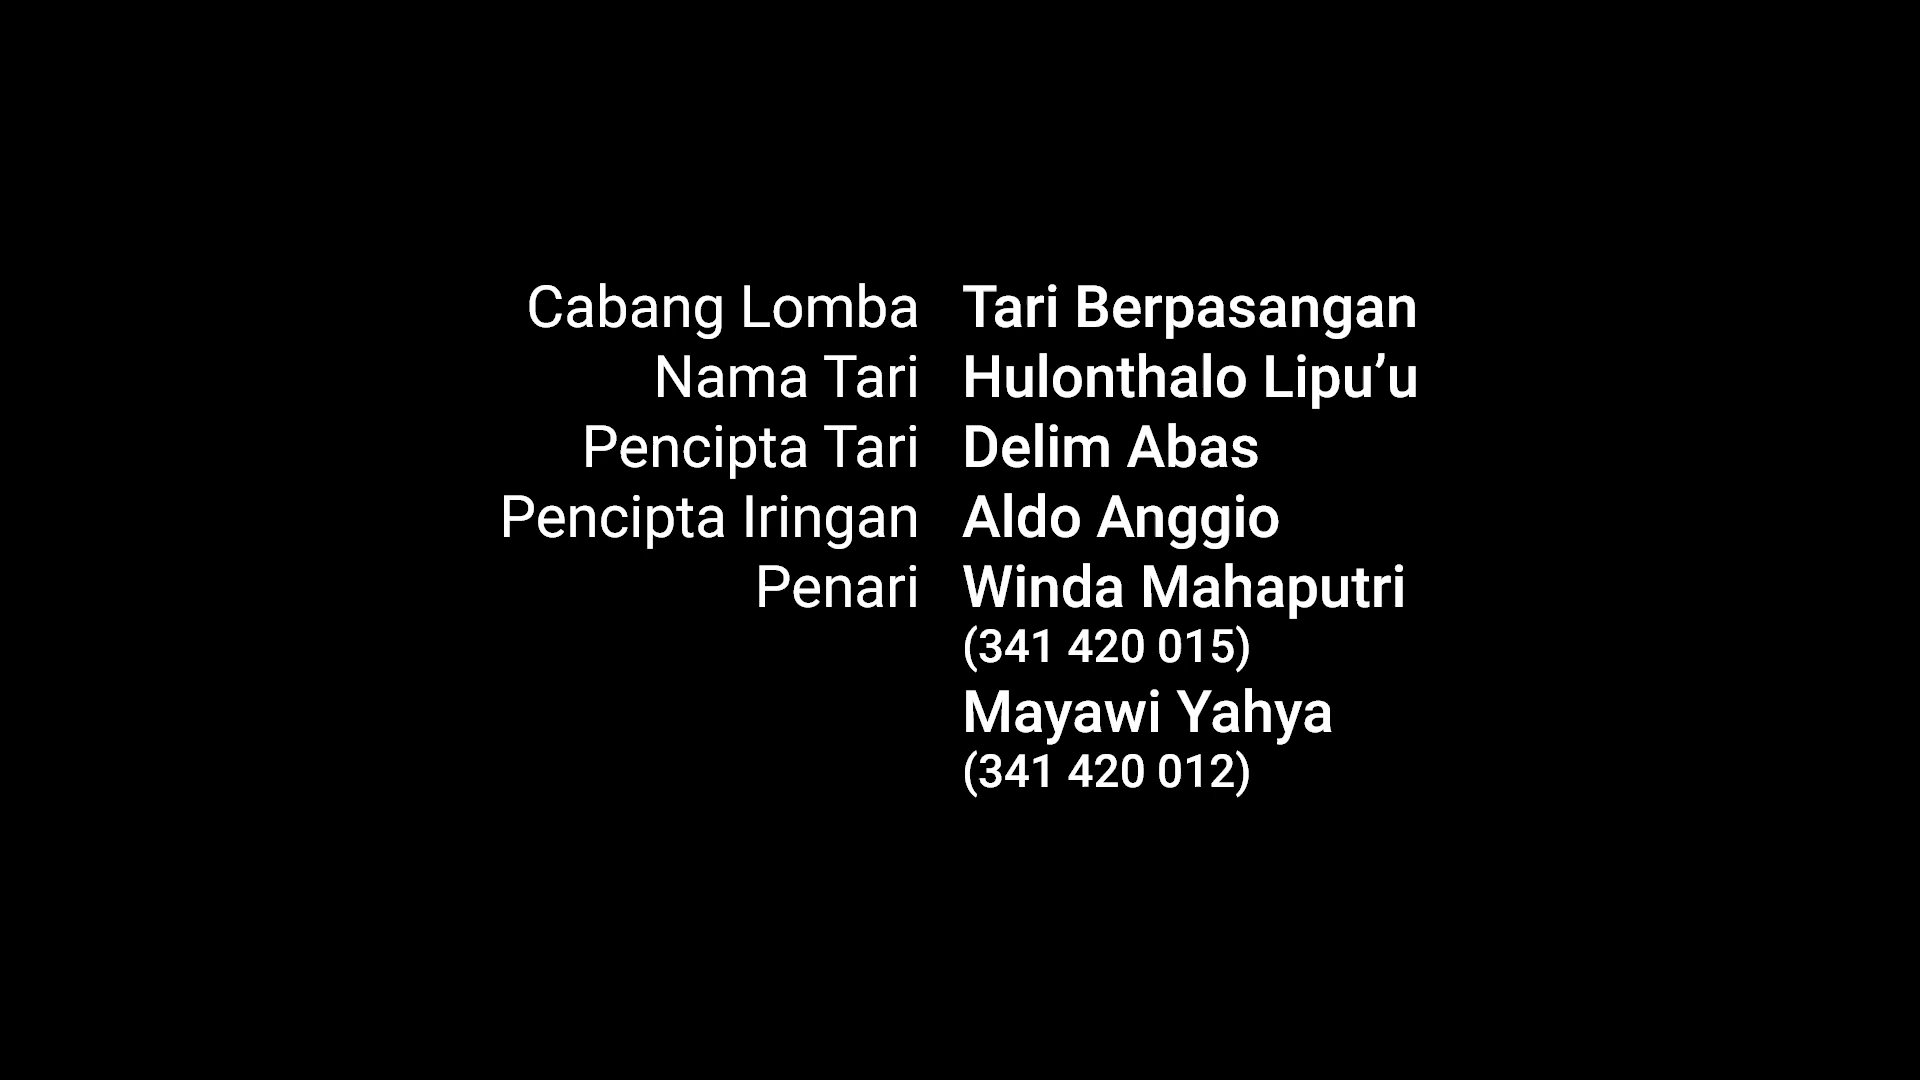 Cabang Lomba Tari Berpasangan
Nama Tari Hulonthalo Lipu’u
Pencipta Tari Delim Abas
Pencipta Iringan Aldo Anggio
Penari Winda Mahaputri
(341 420 015)
Mayawi Yahya
(341 420 012)